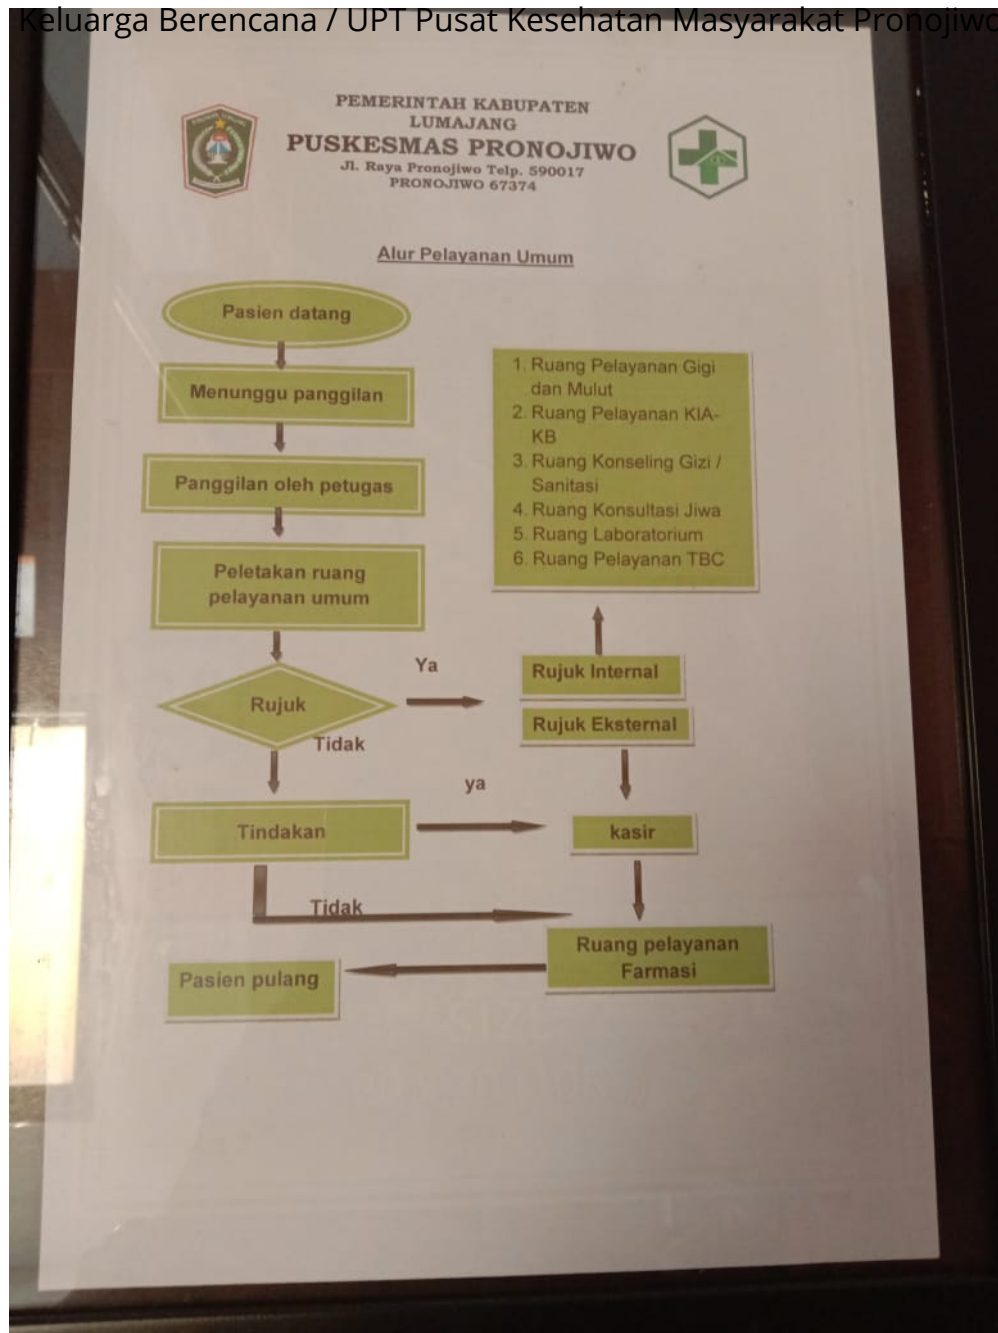 Keluarga Berencana / UPT Pusat Kesehatan Masyarakat Pronojiwo
PEMERINTAH KABUPATEN
LUMAJANG
PUSKESMAS PRONOJIWO
Jl. Raya Pronojiwo Telp. 590017
PRONOJIWO 67374
Alur Pelayanan Umum
Pasien datang
Menunggu panggilan
Panggilan oleh petugas
Peletakan ruang
pelayanan umum
1. Ruang Pelayanan Gigi
dan Mulut
2. Ruang Pelayanan KIA-
KB
3. Ruang Konseling Gizi /
Sanitasi
4. Ruang Konsultasi Jiwa
5. Ruang Laboratorium
6. Ruang Pelayanan TBC
Rujuk
Ya
Rujuk Internal
Rujuk Eksternal
Tidak
Tindakan
ya
kasir
Tidak
Ruang pelayanan
Farmasi
Pasien pulang